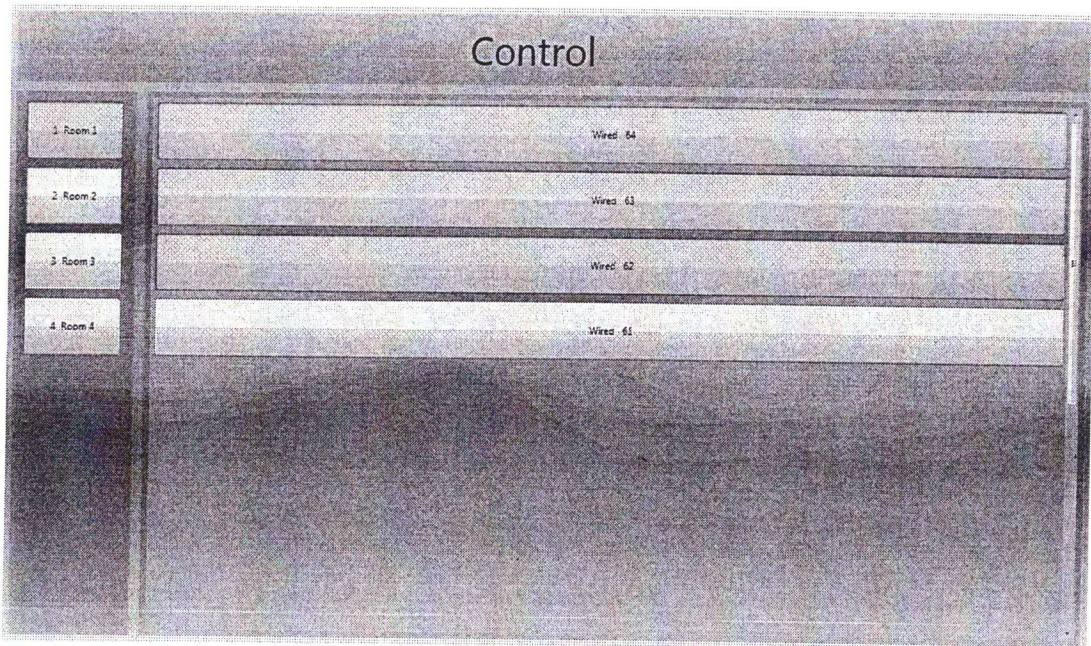 Control
1 Room 1
Wired 64
2 Room 2
Wired 63
3 Room 3
Wired 62
4 Room 4
Wired 61